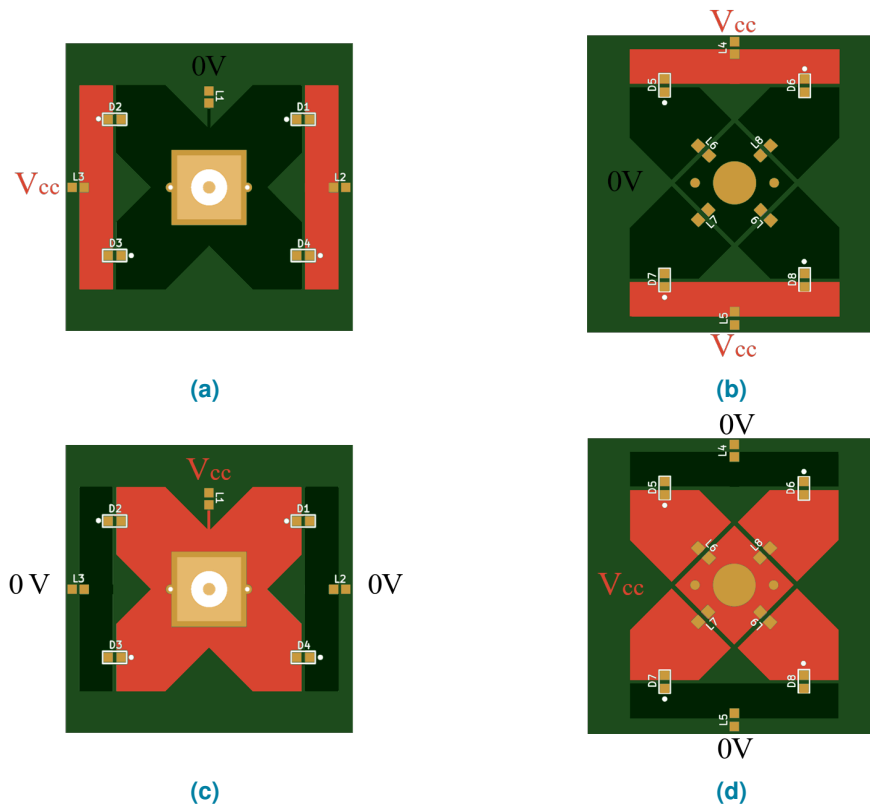 Vcc
0V
L4
D2
L1
D1
D5
D6
L6
L8
Vcc
L3
L2
0V
L7
L9
D3
D4
D7
D8
L5
Vcc
(a)
(b)
0V
Vcc
L4
D2
L1
D1
D5
D6
L6
L8
0 V
L3
L2
0V
Vcc
L7
L9
D3
D4
D7
D8
L5
0V
(c)
(d)